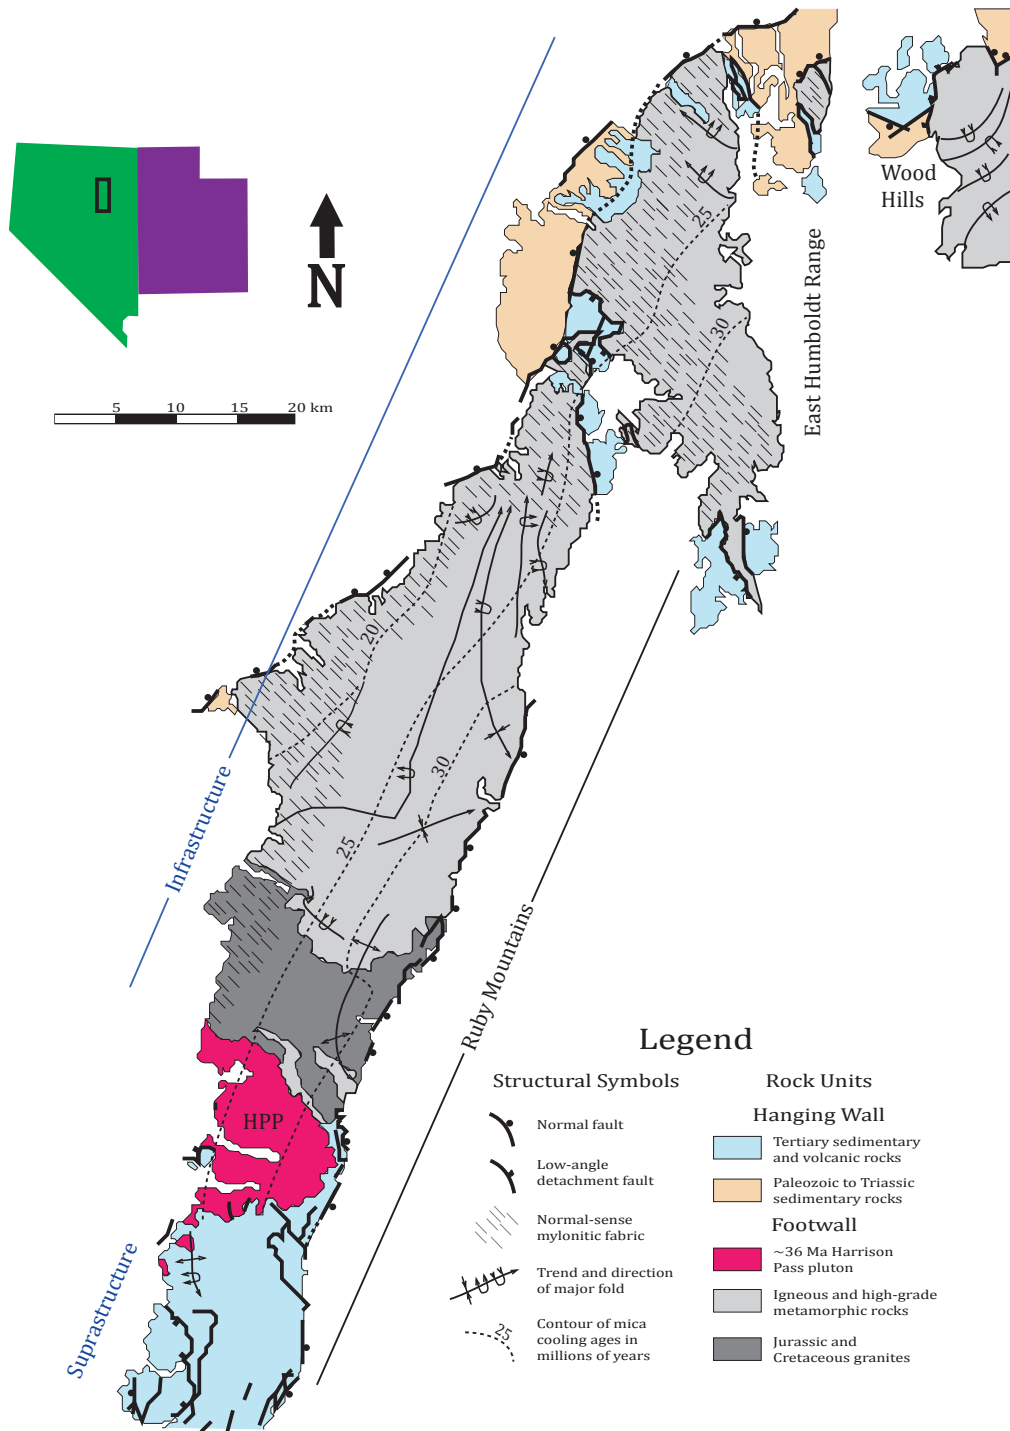 Wood
Hills
25
N
East Humboldt Range
30
5 10 15 20 km
20
Infrastructure
30
25
Ruby Mountains
HPP
Suprastructure
Legend
Structural Symbols
Normal fault
Low-angle
detachment fault
Normal-sense
mylonitic fabric
Trend and direction
of major fold
25
Contour of mica
cooling ages in
millions of years
Rock Units
Hanging Wall
Tertiary sedimentary
and volcanic rocks
Paleozoic to Triassic
sedimentary rocks
Footwall
~36 Ma Harrison
Pass pluton
Igneous and high-grade
metamorphic rocks
Jurassic and
Cretaceous granites